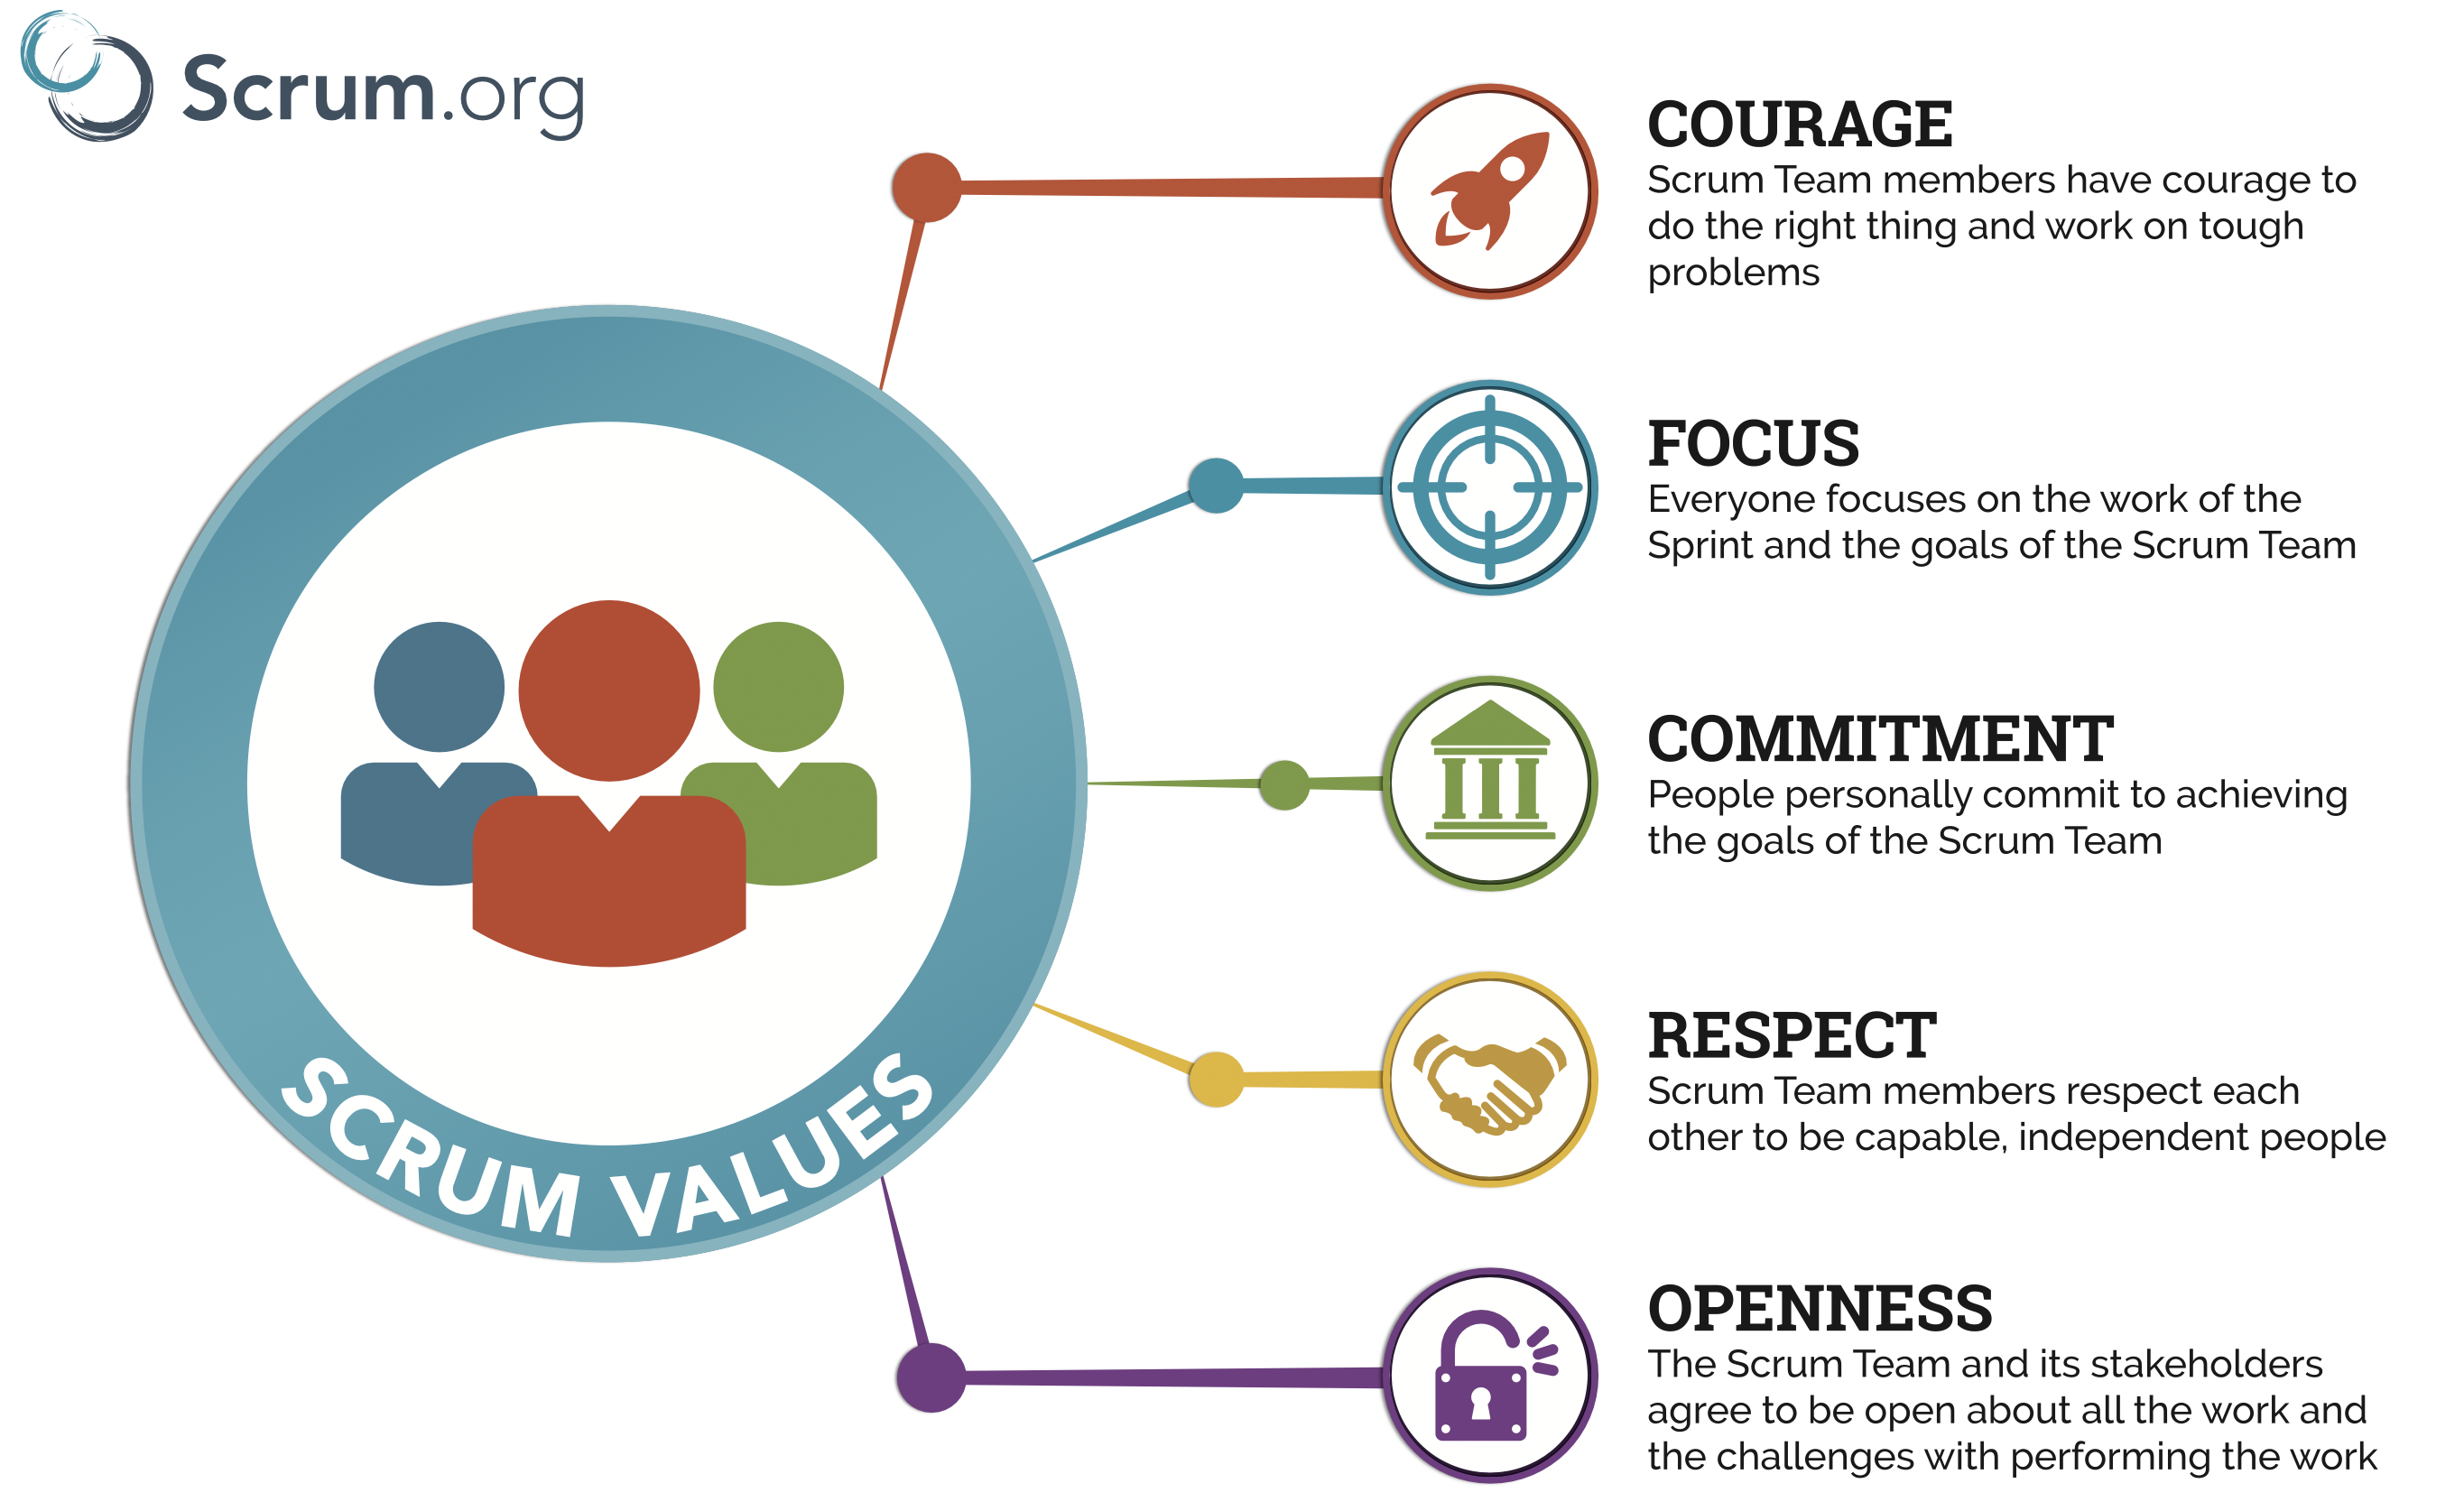 Scrum.org
COURAGE
Scrum Team members have courage to
do the right thing and work on tough
problems
FOCUS
Everyone focuses on the work of the
Sprint and the goals of the Scrum Team
COMMITMENT
People personally commit to achieving
the goals of the Scrum Team
RESPECT
Scrum Team members respect each
other to be capable, independent people
OPENNESS
The Scrum Team and its stakeholders
agree to be open about all the work and
the challenges with performing the work
SCRUM VALUES